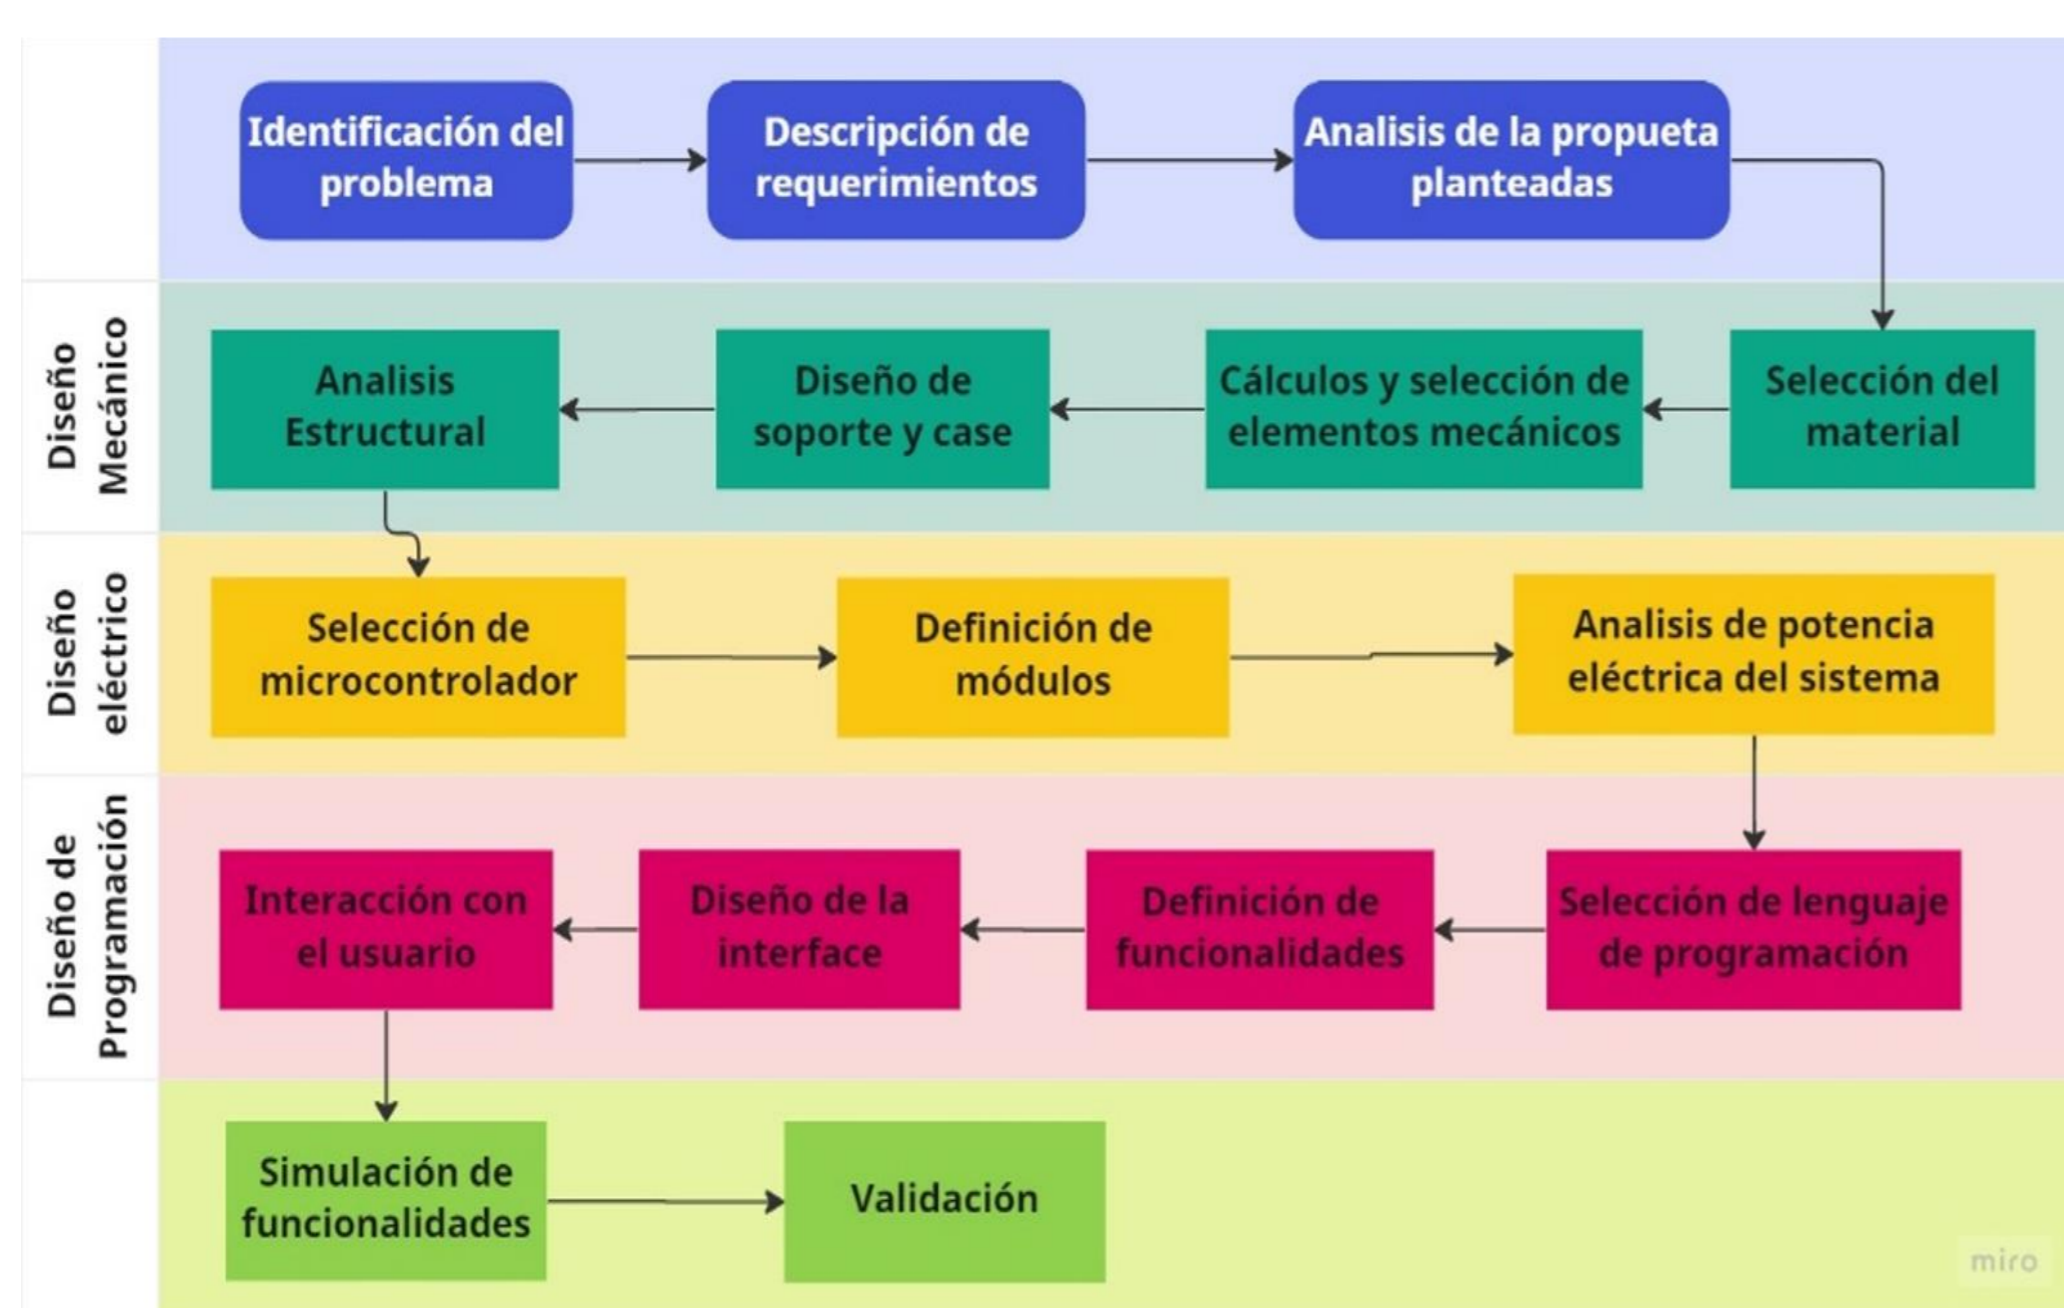 Identificación del
problema
Descripción de
requerimientos
Analisis de la propueta
planteadas
Diseño
Mecánico
Analisis
Estructural
Diseño de
soporte y case
Cálculos y selección de
elementos mecánicos
Selección del
material
Diseño
eléctrico
Selección de
microcontrolador
Definición de
módulos
Analisis de potencia
eléctrica del sistema
Diseño de
Programación
Interacción con
el usuario
Diseño de la
interface
Definición de
funcionalidades
Selección de lenguaje
de programación
Simulación de
funcionalidades
Validación
miro